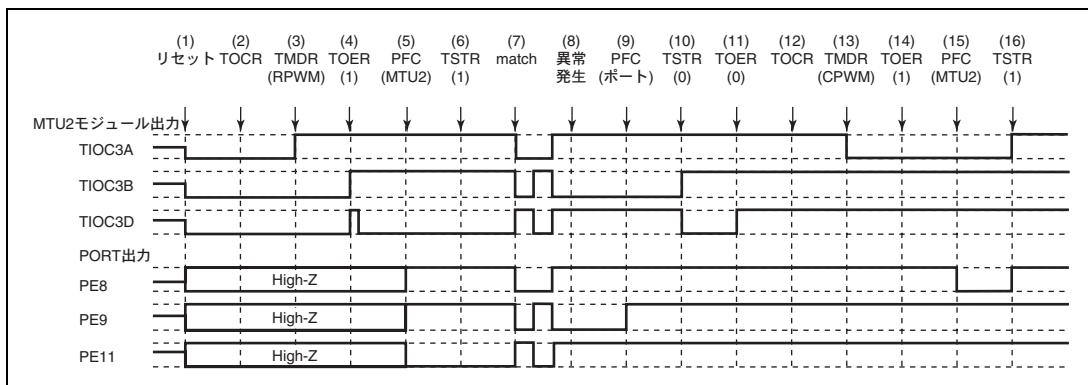 (1) (2) (3) (4) (5) (6) (7) (8) (9) (10) (11) (12) (13) (14) (15) (16)
リセット TOCR TMDR TOER PFC TSTR match 異常 PFC TSTR TOER TOCR TMDR TOER PFC TSTR
(RPWM) (1) (MTU2) (1) 発生 (ポート) (0) (0) (CPWM) (1) (MTU2) (1)
MTU2モジュール出力
TIOC3A
TIOC3B
TIOC3D
PORT出力
PE8 High-Z
PE9 High-Z
PE11 High-Z